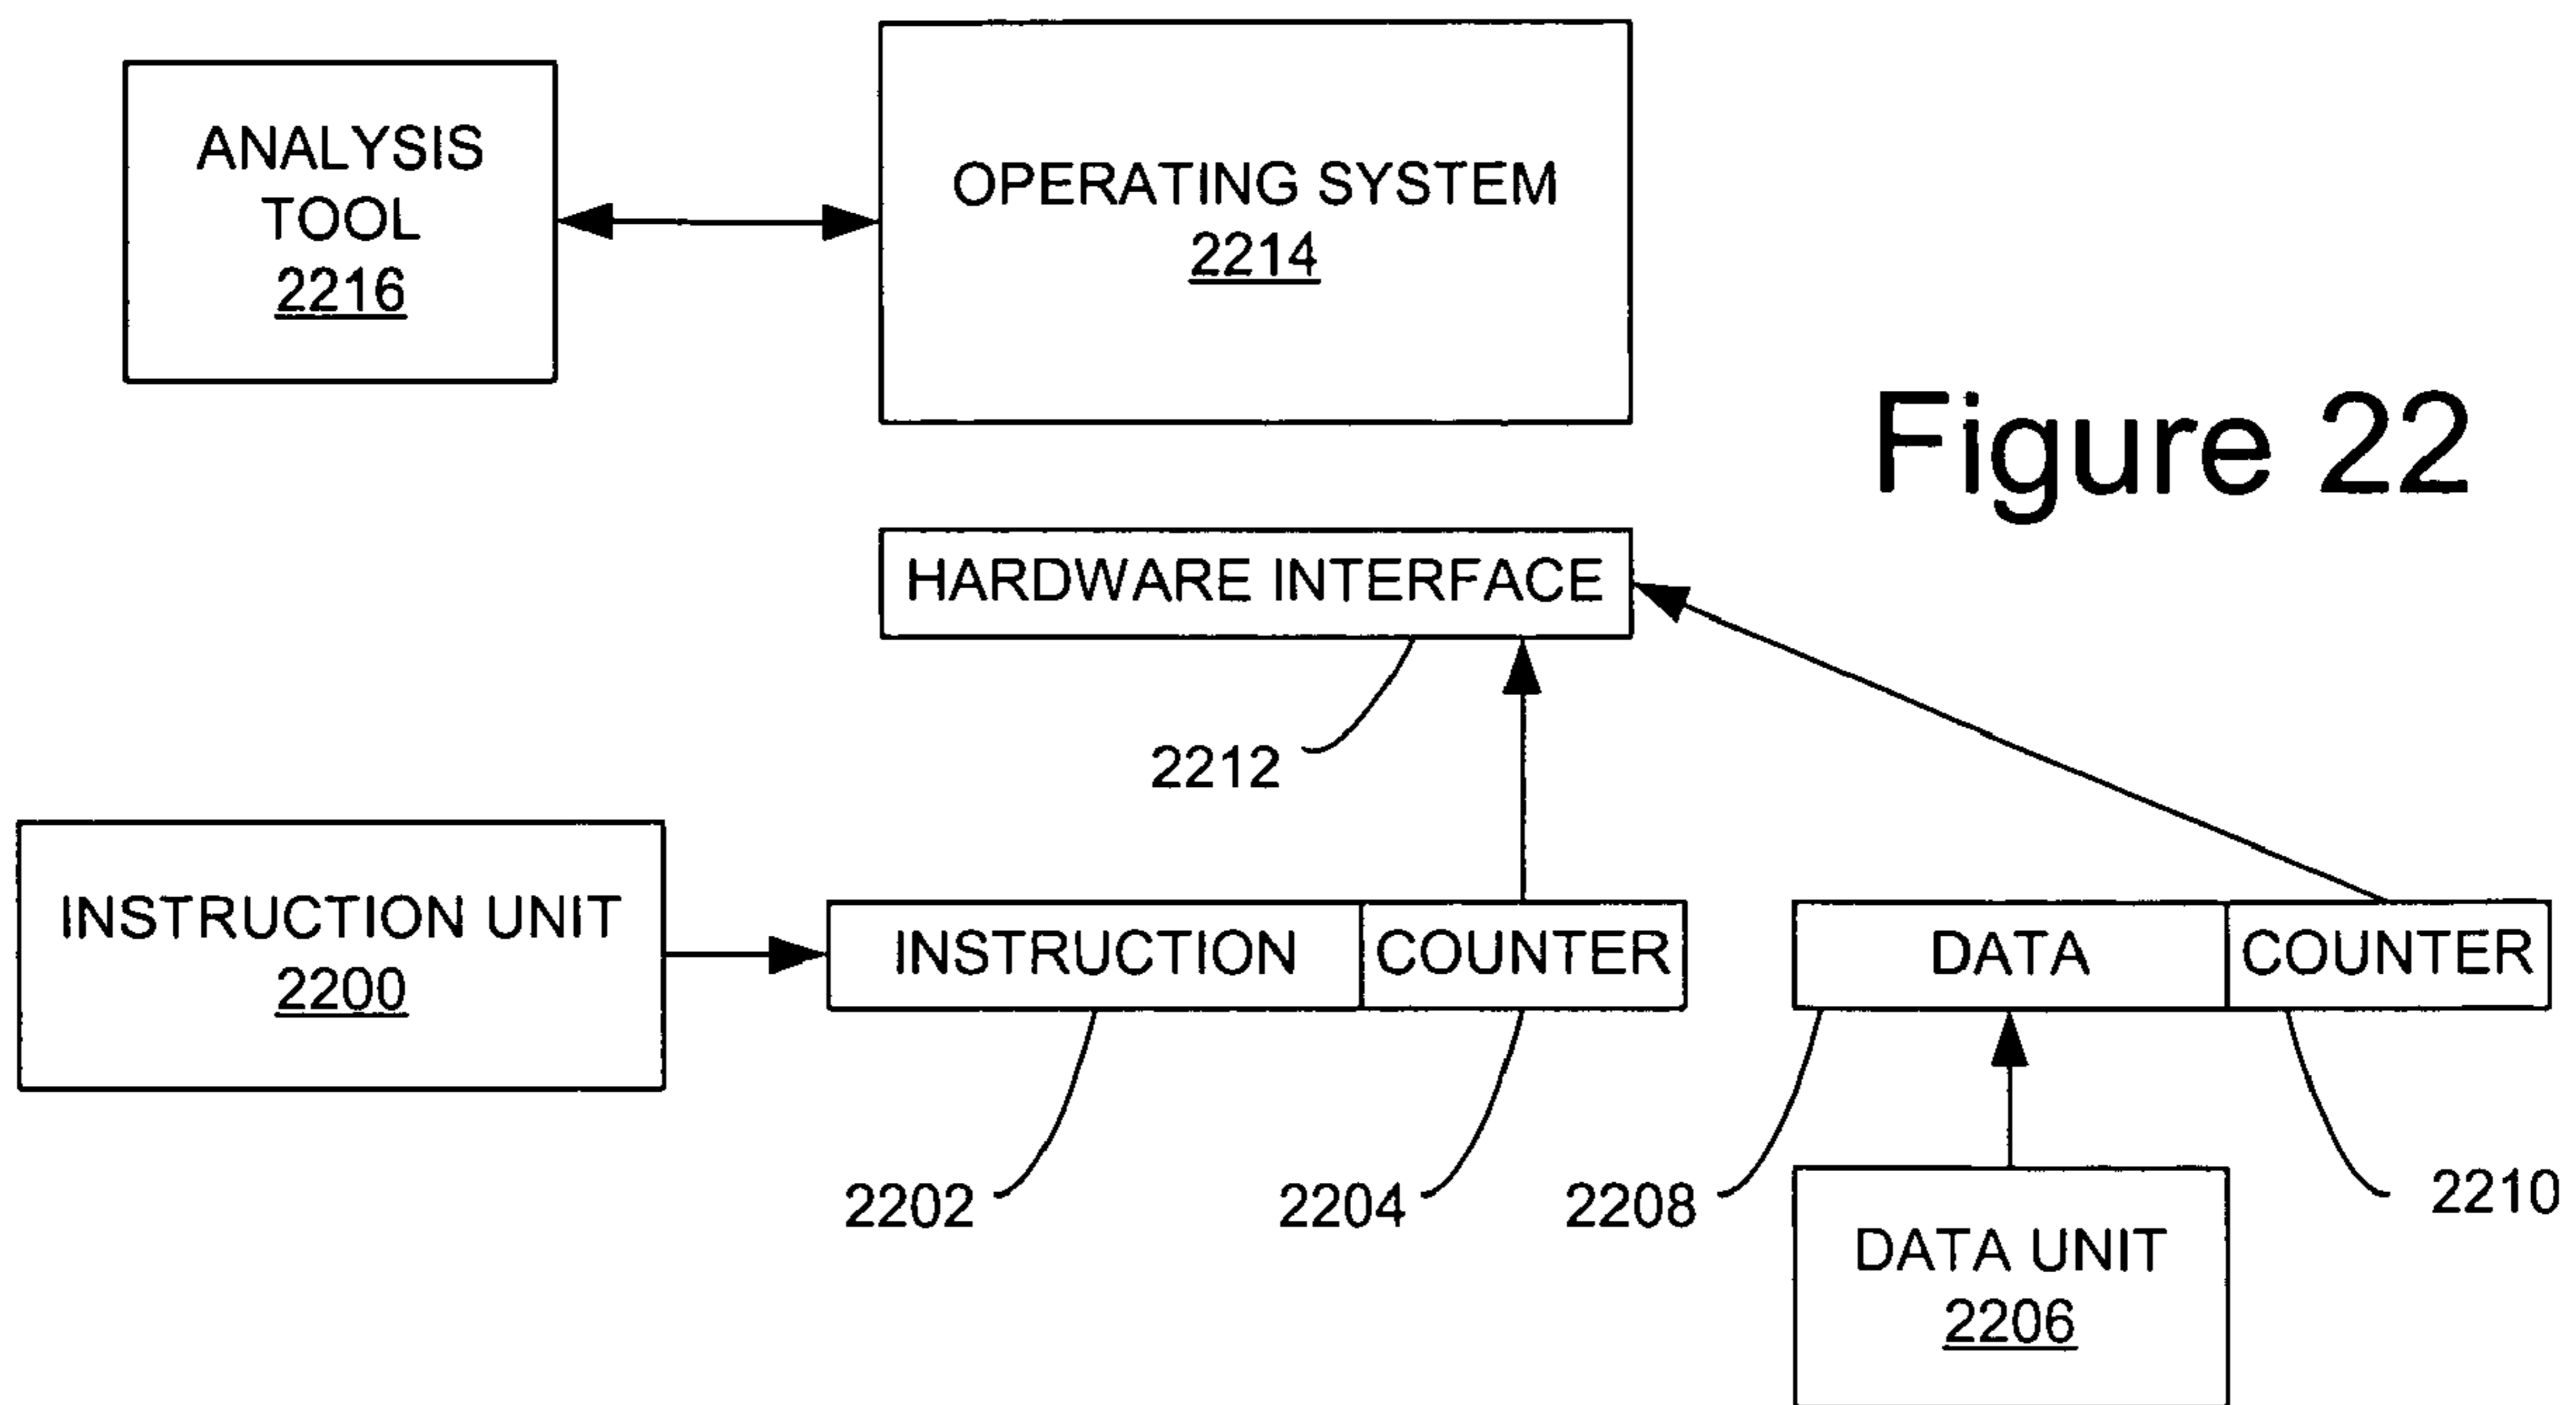 ANALYSIS
TOOL
2216
OPERATING SYSTEM
2214
Figure 22
HARDWARE INTERFACE
2212
INSTRUCTION UNIT
2200
INSTRUCTION
COUNTER
DATA
COUNTER
2202
2204
2208
2210
DATA UNIT
2206